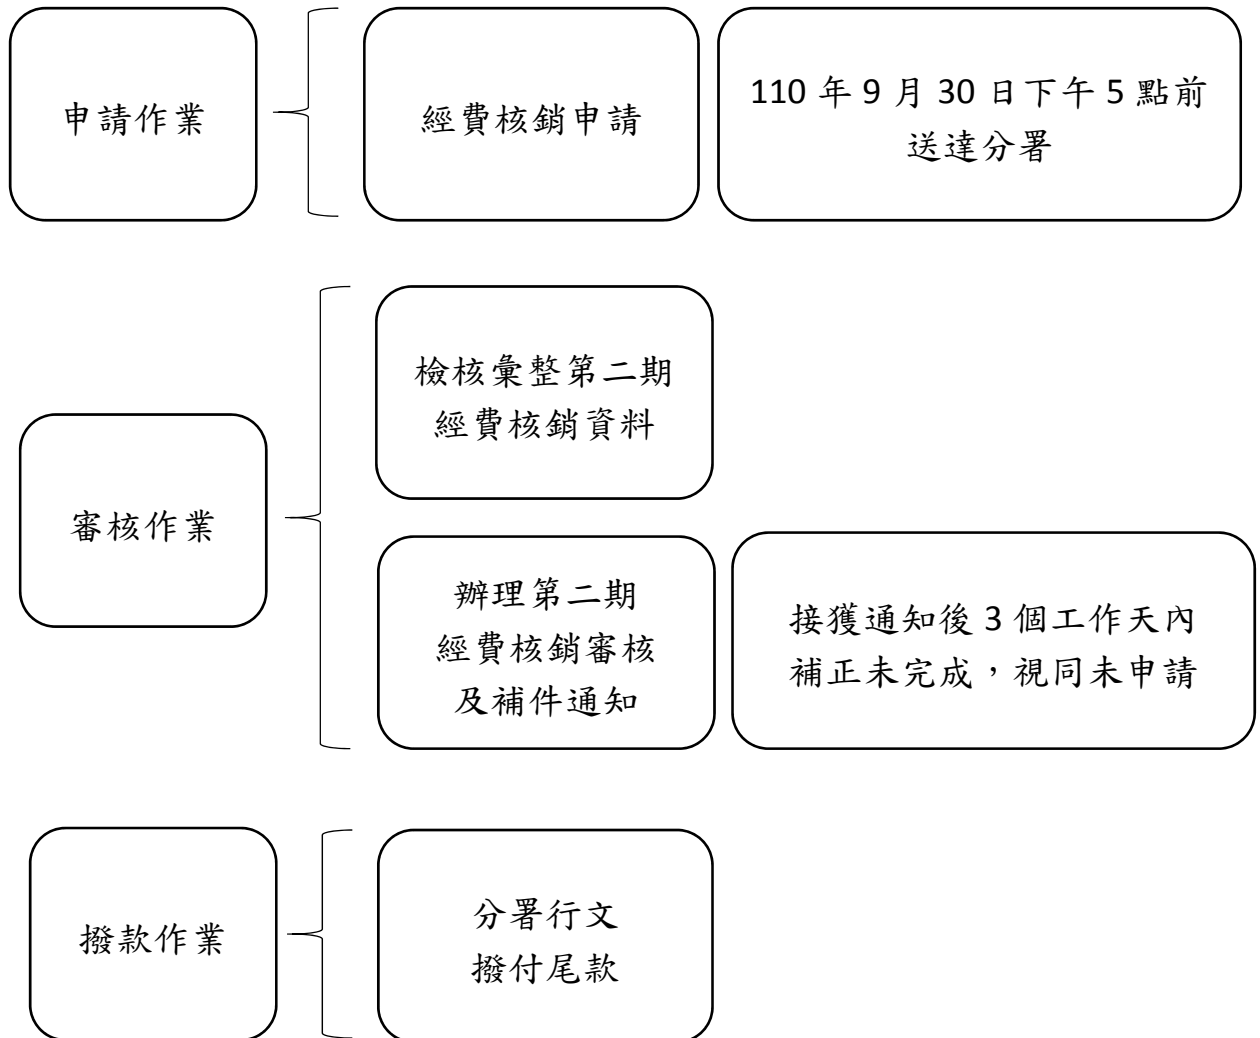 申請作業
經費核銷申請
110 年 9 月 30 日下午 5 點前
送達分署
審核作業
檢核彙整第二期
經費核銷資料
辦理第二期
經費核銷審核
及補件通知
接獲通知後 3 個工作天內
補正未完成，視同未申請
撥款作業
分署行文
撥付尾款